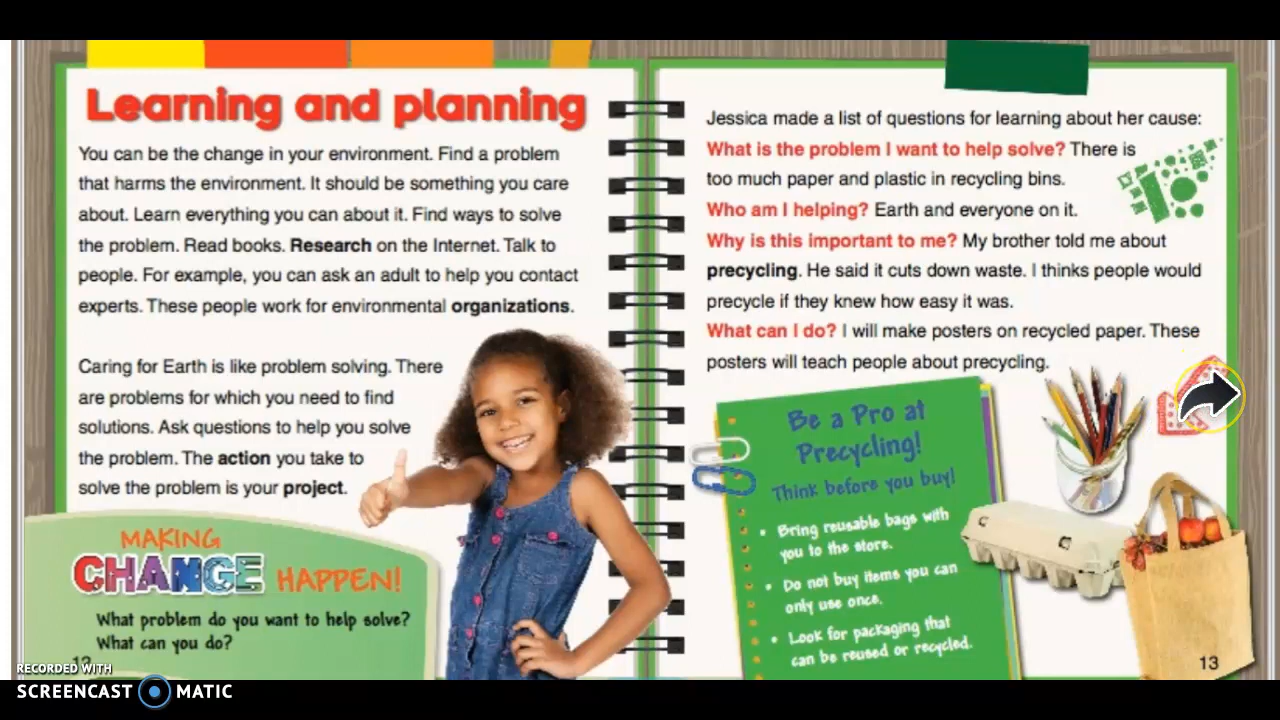 Learning and planning
You can be the change in your environment. Find a problem
that harms the environment. It should be something you care
about. Learn everything you can about it. Find ways to solve
the problem. Read books. Research on the Internet. Talk to
people. For example, you can ask an adult to help you contact
experts. These people work for environmental organizations.
Caring for Earth is like problem solving. There
are problems for which you need to find
solutions. Ask questions to help you solve
the problem. The action you take to
solve the problem is your project.
MAKING
CHANGE HAPPEN!
What problem do you want to help solve?
What can you do?
12
Jessica made a list of questions for learning about her cause:
What is the problem I want to help solve? There is
too much paper and plastic in recycling bins.
Who am I helping? Earth and everyone on it.
Why is this important to me? My brother told me about
precycling. He said it cuts down waste. I thinks people would
precycle if they knew how easy it was.
What can I do? I will make posters on recycled paper. These
posters will teach people about precycling.
Be a Pro at
Precycling!
Think before you buy!
• Bring reusable bags with
you to the store.
• Do not buy items you can
only use once.
• Look for packaging that
can be reused or recycled.
13
RECORDED WITH
SCREENCAST MATIC